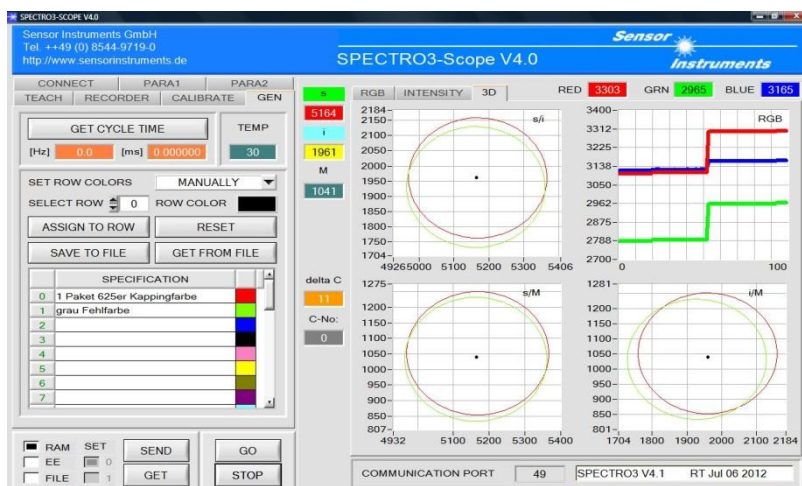 SPECTRO3-SCOPE V4.0
Sensor Instruments GmbH
Tel. ++49 (0) 8544-9719-0
http://www.sensorinstruments.de
SPECTRO3-Scope V4.0
Sensor
Instruments
CONNECT PARA1 PARA2
TEACH RECORDER CALIBRATE GEN
GET CYCLE TIME
TEMP
[Hz] 0.0 [ms] 0.000000 30
SET ROW COLORS MANUALLY
SELECT ROW 0 ROW COLOR
ASSIGN TO ROW RESET
SAVE TO FILE GET FROM FILE
SPECIFICATION
0 1 Paket 625er Kappingfarbe
1 grau Fehlfarbe
2
3
4
5
6
7
RAM SET
EE 0
FILE 1
SEND GO
GET STOP
s
5164
i
1961
M
1041
delta C
11
C-No:
0
RGB INTENSITY 3D
RED 3303 GRN 2965 BLUE 3165
s/i
2184
2150
2100
2050
2000
1950
1900
1850
1800
1750
1704
49265000 5100 5200 5300 5406
RGB
3400
3312
3225
3138
3050
2962
2875
2788
2700
0 100
s/M
1275
1200
1150
1100
1050
1000
950
900
850
807
4932 5100 5200 5300 5400
i/M
1281
1200
1150
1100
1050
1000
950
900
850
801
1704 1800 1900 2000 2100 2184
COMMUNICATION PORT 49 SPECTRO3 V4.1 RT Jul 06 2012